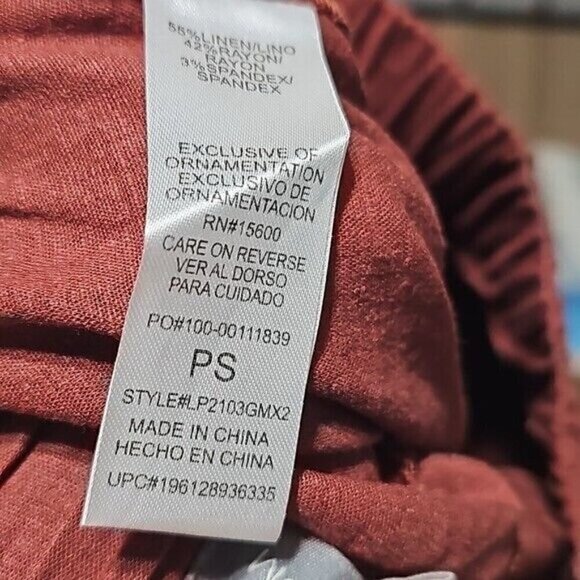 55%LINEN/LINO
42%RAYON/
RAYON
3%SPANDEX/
SPANDEX
EXCLUSIVE OF
ORNAMENTATION
EXCLUSIVO DE
ORNAMENTACION
RN#15600
CARE ON REVERSE
VER AL DORSO
PARA CUIDADO
PO#100-00111839
PS
STYLE#LP2103GMX2
MADE IN CHINA
HECHO EN CHINA
UPC#196128936335